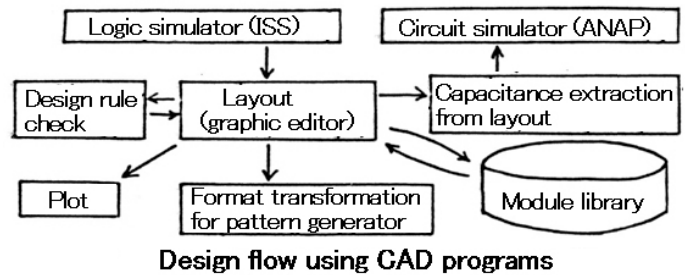 Logic simulator (ISS)
Circuit simulator (ANAP)
Design rule
check
Layout
(graphic editor)
Capacitance extraction
from layout
Plot
Format transformation
for pattern generator
Module library
Design flow using CAD programs